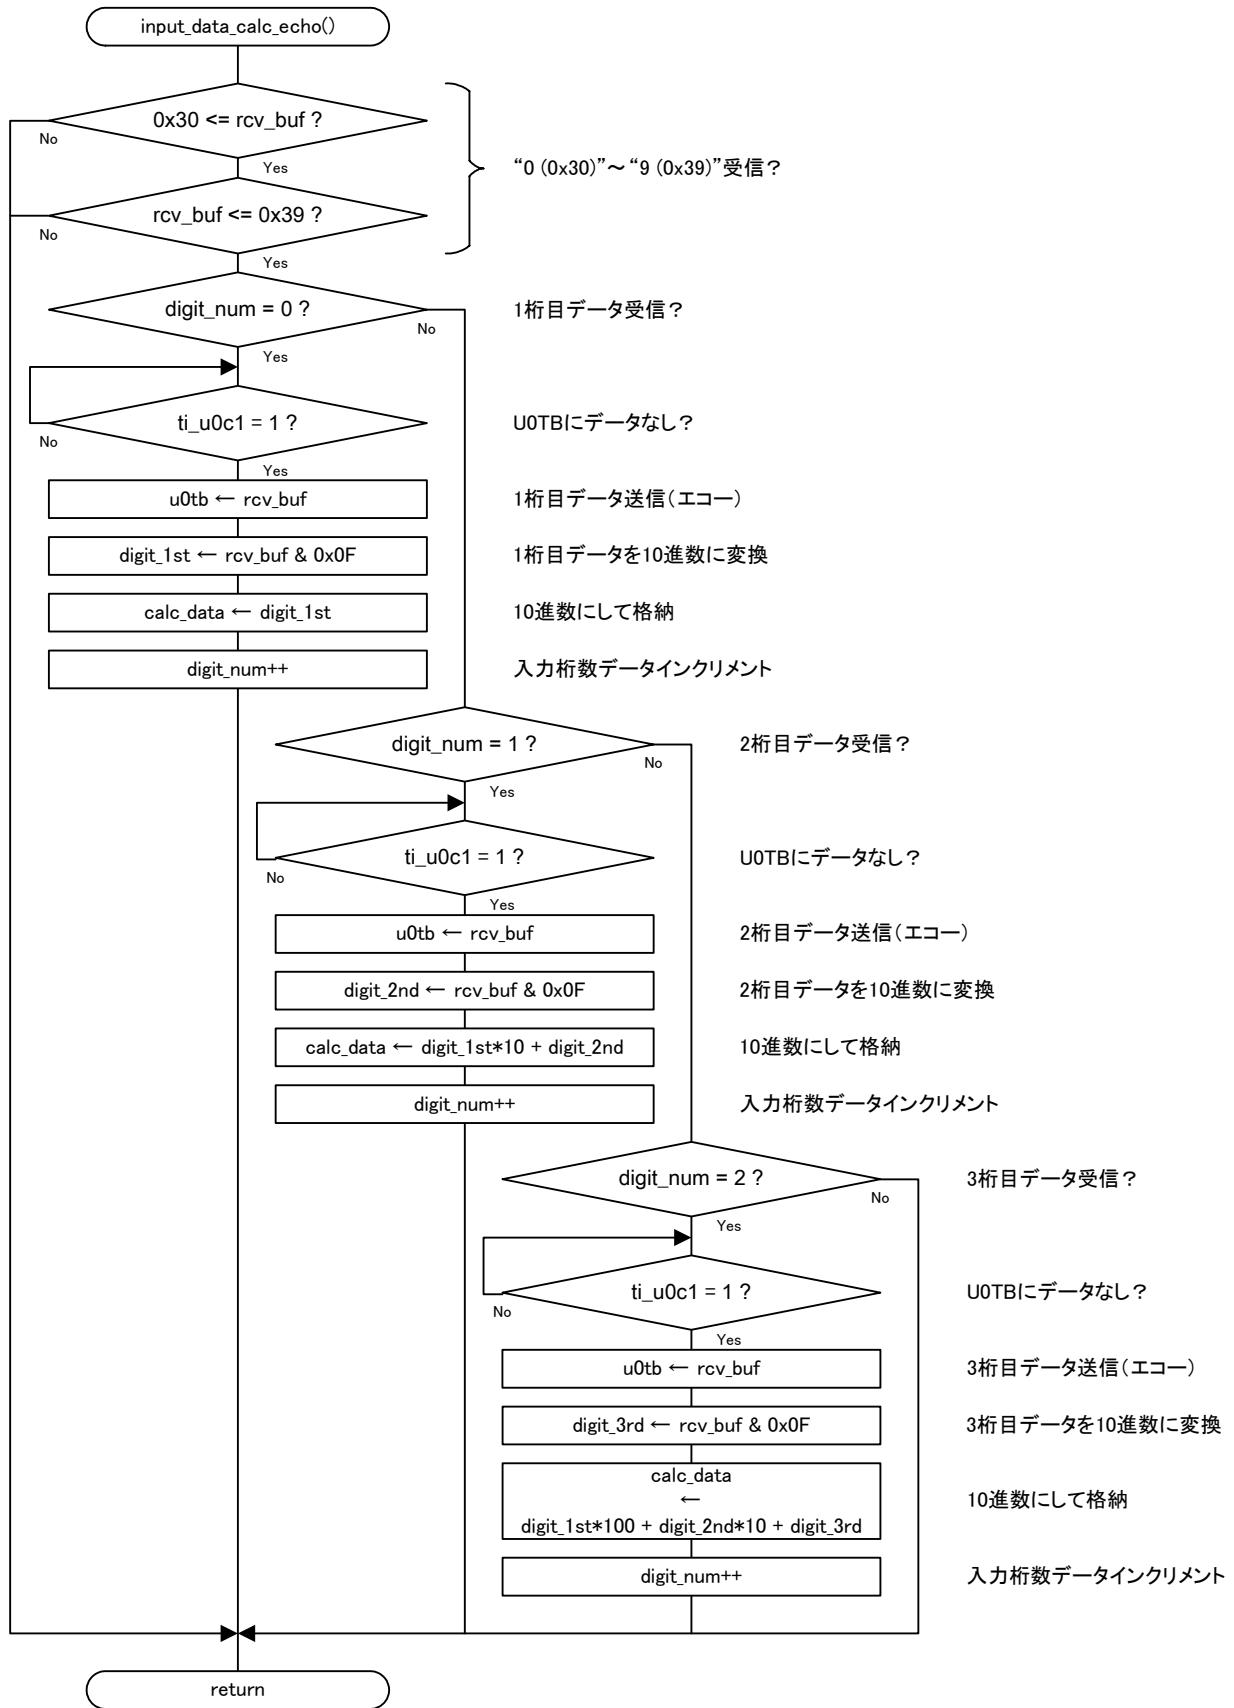 input_data_calc_echo()
0x30 <= rcv_buf ?
No
Yes
“0 (0x30)”～“9 (0x39)”受信？
rcv_buf <= 0x39 ?
No
Yes
digit_num = 0 ?
1桁目データ受信？
No
Yes
ti_u0c1 = 1 ?
U0TBにデータなし？
No
Yes
u0tb ← rcv_buf
1桁目データ送信（エコー）
digit_1st ← rcv_buf & 0x0F
1桁目データを10進数に変換
calc_data ← digit_1st
10進数にして格納
digit_num++
入力桁数データインクリメント
digit_num = 1 ?
2桁目データ受信？
No
Yes
ti_u0c1 = 1 ?
U0TBにデータなし？
No
Yes
u0tb ← rcv_buf
2桁目データ送信（エコー）
digit_2nd ← rcv_buf & 0x0F
2桁目データを10進数に変換
calc_data ← digit_1st*10 + digit_2nd
10進数にして格納
digit_num++
入力桁数データインクリメント
digit_num = 2 ?
3桁目データ受信？
No
Yes
ti_u0c1 = 1 ?
U0TBにデータなし？
No
Yes
u0tb ← rcv_buf
3桁目データ送信（エコー）
digit_3rd ← rcv_buf & 0x0F
3桁目データを10進数に変換
calc_data
←
digit_1st*100 + digit_2nd*10 + digit_3rd
10進数にして格納
digit_num++
入力桁数データインクリメント
return